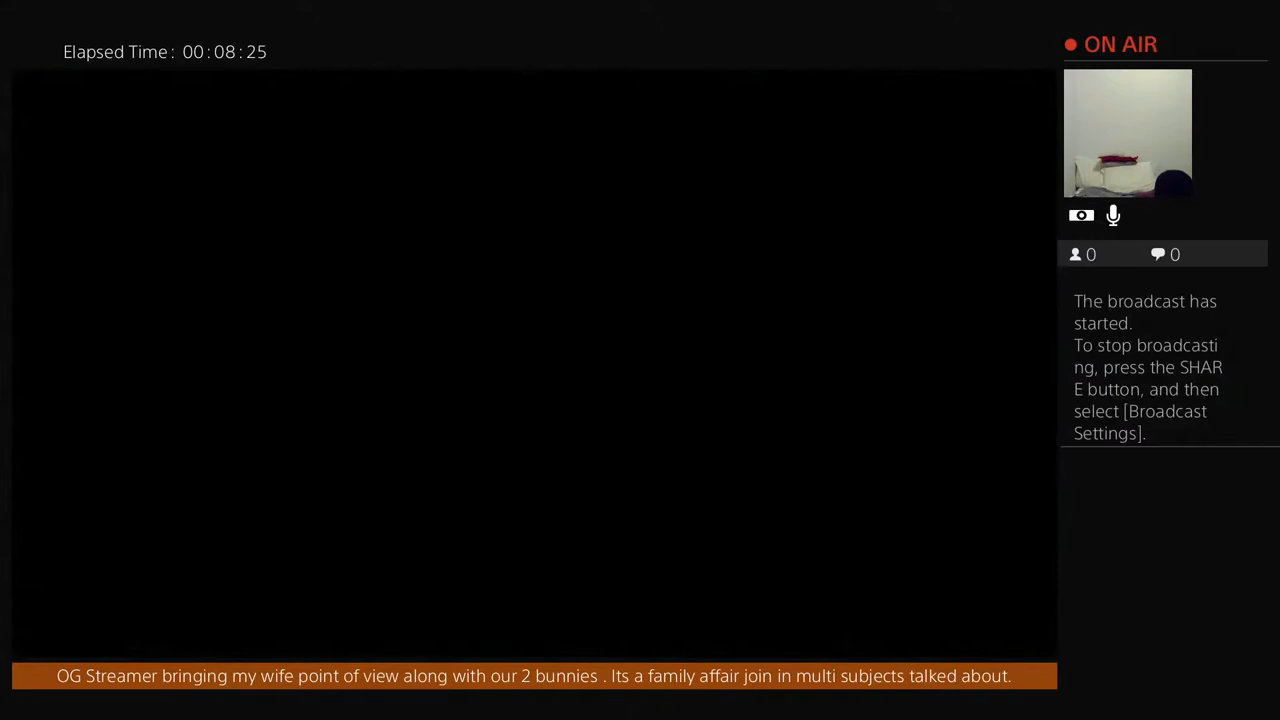 Elapsed Time: 00:08:25
ON AIR
0 0
The broadcast has
started.
To stop broadcasti
ng, press the SHAR
E button, and then
select [Broadcast
Settings].
OG Streamer bringing my wife point of view along with our 2 bunnies . Its a family affair join in multi subjects talked about.